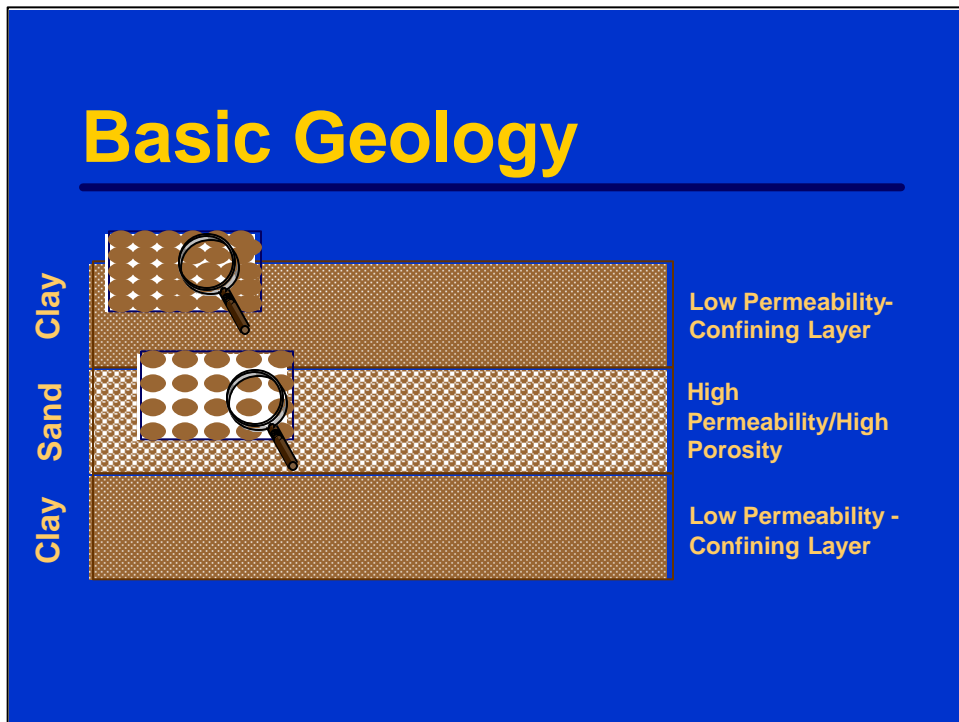 Basic Geology
Clay
Low Permeability-
Confining Layer
Sand
High
Permeability/High
Porosity
Clay
Low Permeability -
Confining Layer